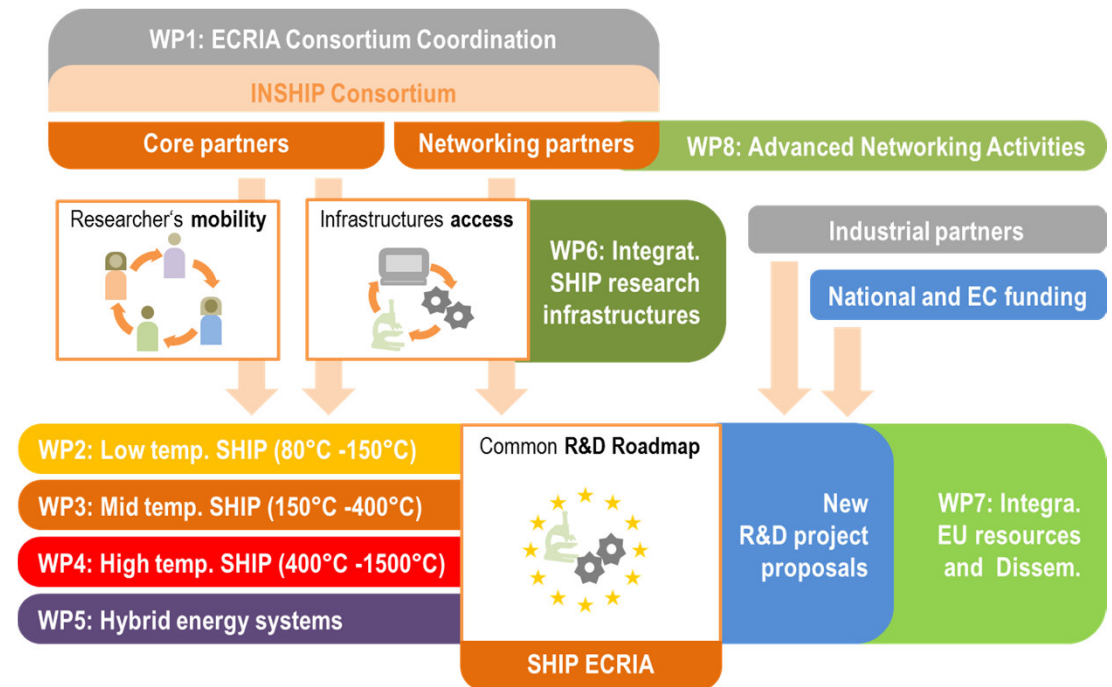 WP1: ECRIA Consortium Coordination
INSHIP Consortium
Core partners
Networking partners
WP8: Advanced Networking Activities
Researcher‘s mobility
Infrastructures access
WP6: Integrat.
SHIP research
infrastructures
Industrial partners
National and EC funding
WP2: Low temp. SHIP (80°C -150°C)
WP3: Mid temp. SHIP (150°C -400°C)
WP4: High temp. SHIP (400°C -1500°C)
WP5: Hybrid energy systems
Common R&D Roadmap
SHIP ECRIA
New
R&D project
proposals
WP7: Integra.
EU resources
and Dissem.